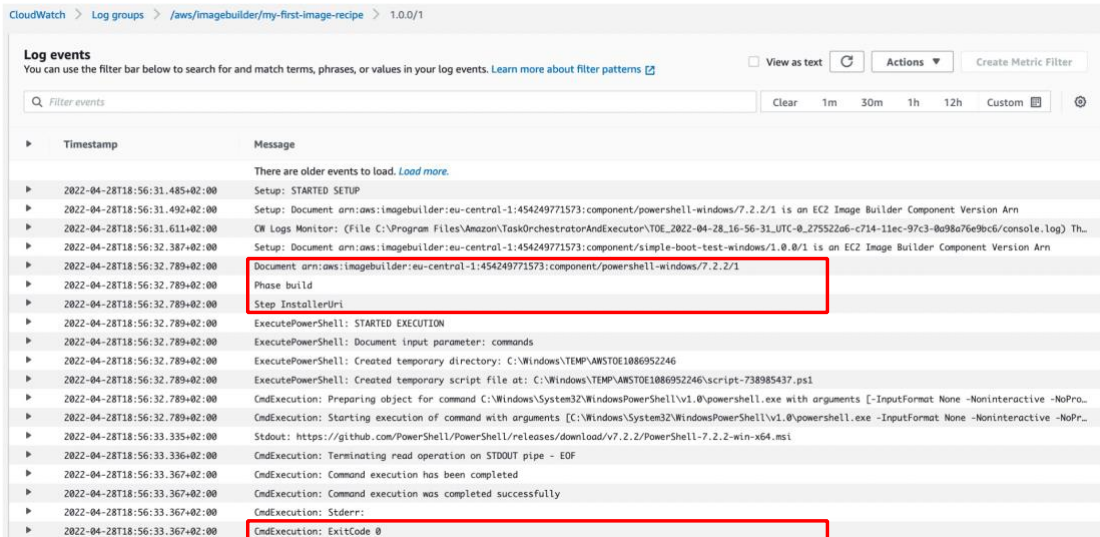 CloudWatch > Log groups > /aws/imagebuilder/my-first-image-recipe > 1.0.0/1
Log events
You can use the filter bar below to search for and match terms, phrases, or values in your log events. Learn more about filter patterns
View as text
Actions ▼
Create Metric Filter
Filter events
Clear 1m 30m 1h 12h Custom
Timestamp Message
There are older events to load. Load more.
2022-04-28T18:56:31.485+02:00 Setup: STARTED SETUP
2022-04-28T18:56:31.492+02:00 Setup: Document arn:aws:imagebuilder:eu-central-1:454249771573:component/powershell-windows/7.2.2/1 is an EC2 Image Builder Component Version Arn
2022-04-28T18:56:31.611+02:00 CW Logs Monitor: (File C:\Program Files\Amazon\TaskOrchestratorAndExecutor\TOE_2022-04-28_16-56-31_UTC-0_275522a6-c714-11ec-97c3-0a98a76e9bc6/console.log) Th…
2022-04-28T18:56:32.387+02:00 Setup: Document arn:aws:imagebuilder:eu-central-1:454249771573:component/simple-boot-test-windows/1.0.0/1 is an EC2 Image Builder Component Version Arn
2022-04-28T18:56:32.789+02:00 Document arn:aws:imagebuilder:eu-central-1:454249771573:component/powershell-windows/7.2.2/1
2022-04-28T18:56:32.789+02:00 Phase build
2022-04-28T18:56:32.789+02:00 Step InstallerUri
2022-04-28T18:56:32.789+02:00 ExecutePowerShell: STARTED EXECUTION
2022-04-28T18:56:32.789+02:00 ExecutePowerShell: Document input parameter: commands
2022-04-28T18:56:32.789+02:00 ExecutePowerShell: Created temporary directory: C:\Windows\TEMP\AWSTOE1086952246
2022-04-28T18:56:32.789+02:00 ExecutePowerShell: Created temporary script file at: C:\Windows\TEMP\AWSTOE1086952246\script-738985437.ps1
2022-04-28T18:56:32.789+02:00 CmdExecution: Preparing object for command C:\Windows\System32\WindowsPowerShell\v1.0\powershell.exe with arguments [-InputFormat None -Noninteractive -NoPro…
2022-04-28T18:56:32.789+02:00 CmdExecution: Starting execution of command with arguments [C:\Windows\System32\WindowsPowerShell\v1.0\powershell.exe -InputFormat None -Noninteractive -NoPr…
2022-04-28T18:56:33.335+02:00 Stdout: https://github.com/PowerShell/PowerShell/releases/download/v7.2.2/PowerShell-7.2.2-win-x64.msi
2022-04-28T18:56:33.336+02:00 CmdExecution: Terminating read operation on STDOUT pipe - EOF
2022-04-28T18:56:33.367+02:00 CmdExecution: Command execution has been completed
2022-04-28T18:56:33.367+02:00 CmdExecution: Command execution was completed successfully
2022-04-28T18:56:33.367+02:00 CmdExecution: Stderr:
2022-04-28T18:56:33.367+02:00 CmdExecution: ExitCode 0